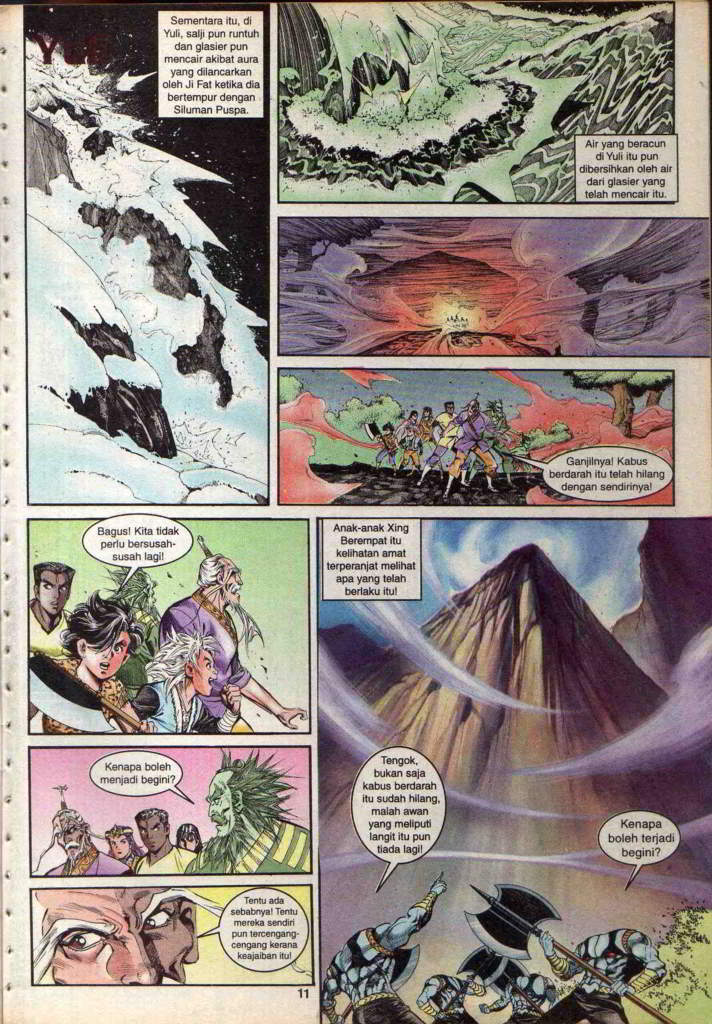 Sementara itu, di
Yuli, salji pun runtuh
dan glasier pun
mencair akibat aura
yang dilancarkan
oleh Ji Fat ketika dia
bertempur dengan
Siluman Puspa.
Air yang beracun
di Yuli itu pun
dibersihkan oleh air
dari glasier yang
telah mencair itu.
Ganjilnya! Kabus
berdarah itu telah hilang
dengan sendirinya!
Bagus! Kita tidak
perlu bersusah-
susah lagi!
Kenapa boleh
menjadi begini?
Tentu ada
sebabnya! Tentu
mereka sendiri
pun tercengang-
cengang kerana
keajaiban itu!
Anak-anak Xing
Berempat itu
kelihatan amat
terperanjat melihat
apa yang telah
berlaku itu!
Tengok,
bukan saja
kabus berdarah
itu sudah hilang,
malah awan
yang meliputi
langit itu pun
tiada lagi!
Kenapa
boleh terjadi
begini?
11